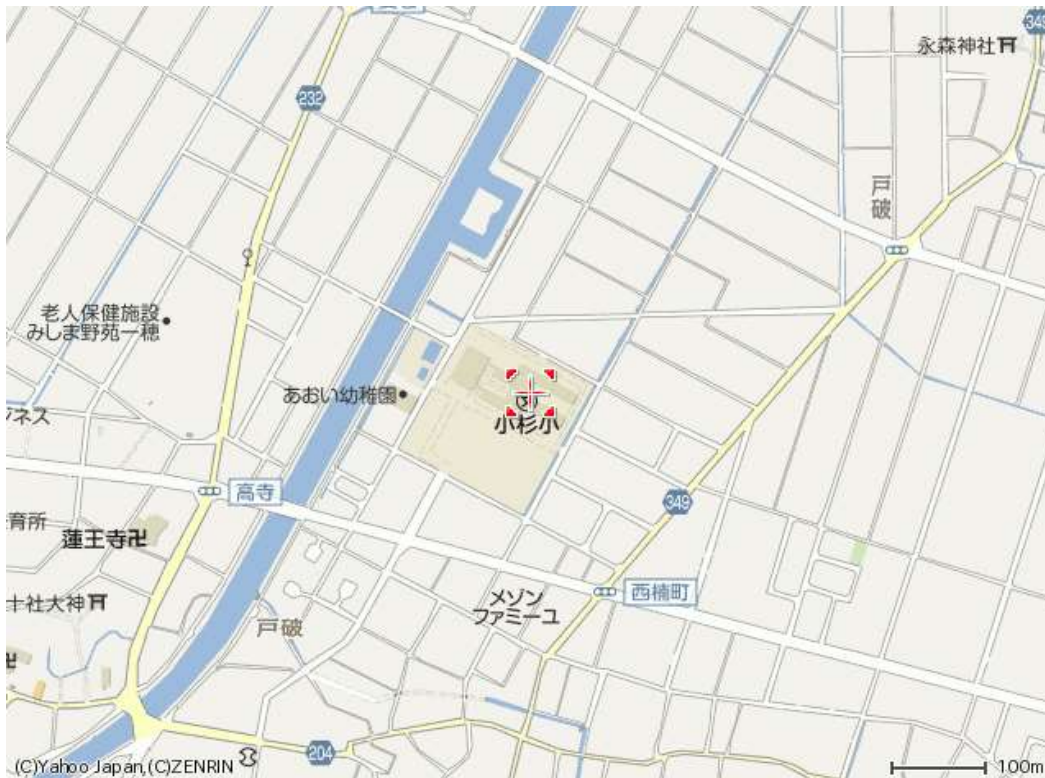 349
永森神社
232
戸破
老人保健施設
みしま野苑一穂
あおい幼稚園
小杉小
ネス
高寺
349
育所
蓮王寺
西楠町
十社大神
メゾン
ファミーユ
戸破
204
(C)Yahoo Japan,(C)ZENRIN
100m